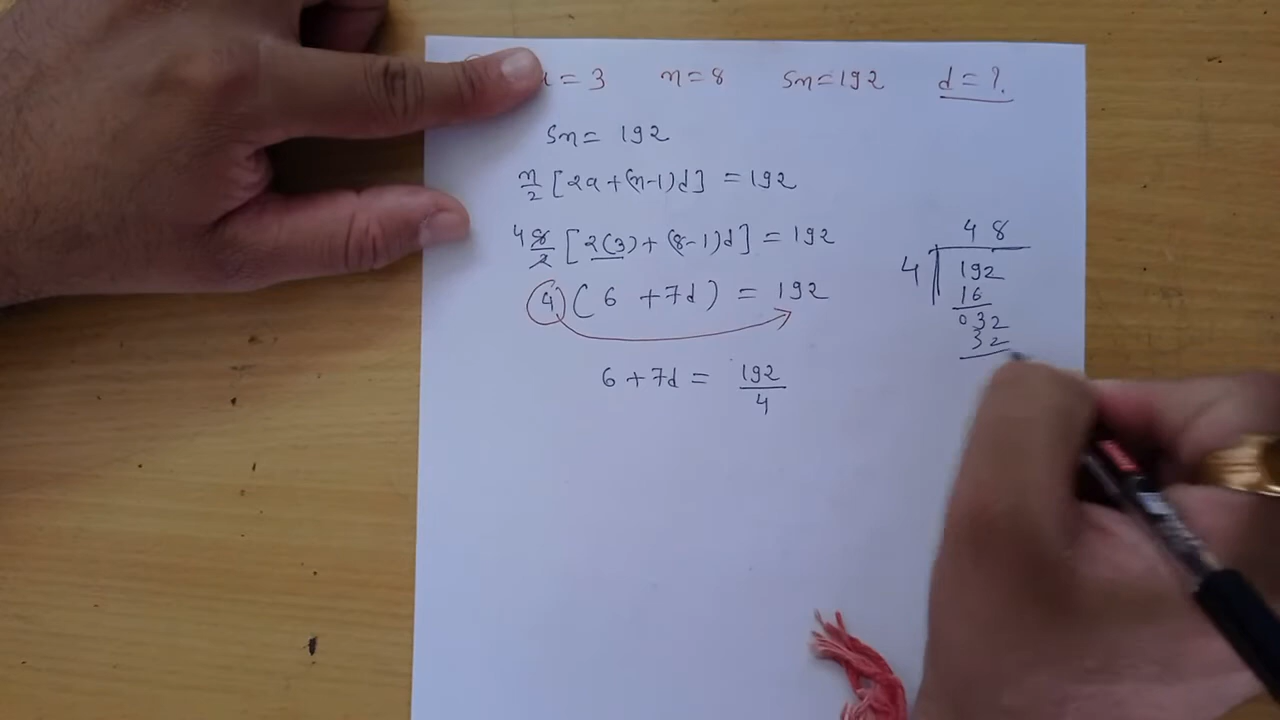 = 3 n = 8 Sn = 192 d = ?
Sn = 192
n/2 [2a + (n-1)d] = 192
4 8/2 [2(3) + (8-1)d] = 192
4 (6 + 7d) = 192
6 + 7d = 192/4
48
4 192
16
032
32